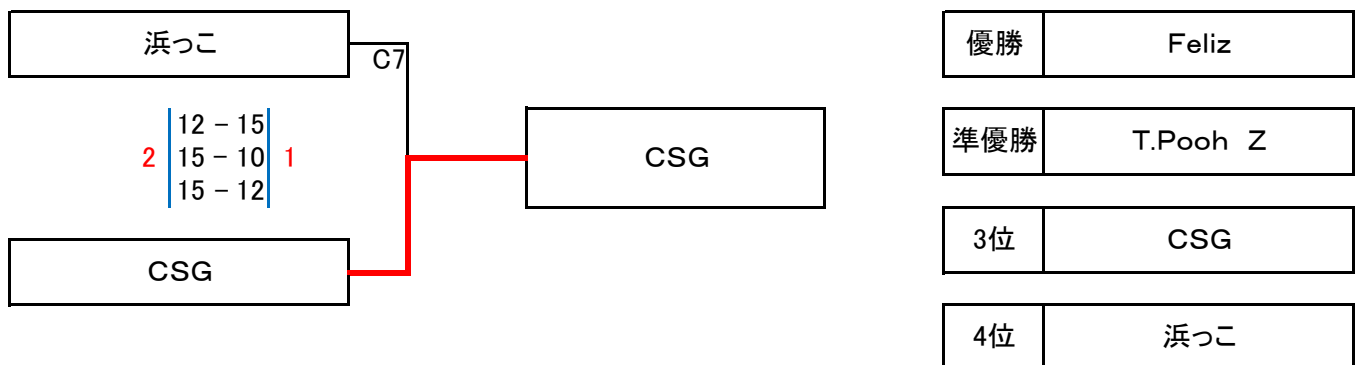 浜っこ
C7
12 − 15
2 15 − 10 1
15 − 12
CSG
CSG
優勝 Feliz
準優勝 T.Pooh Z
3位 CSG
4位 浜っこ